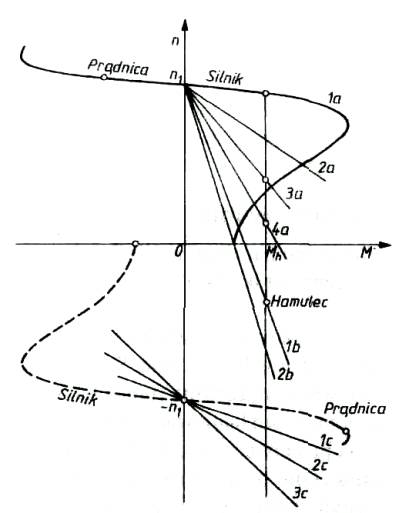 n
Prądnica
n1
Silnik
1a
2a
3a
4a
0
Mh
M
Hamulec
1b
2b
Silnik
Prądnica
-n1
1c
2c
3c